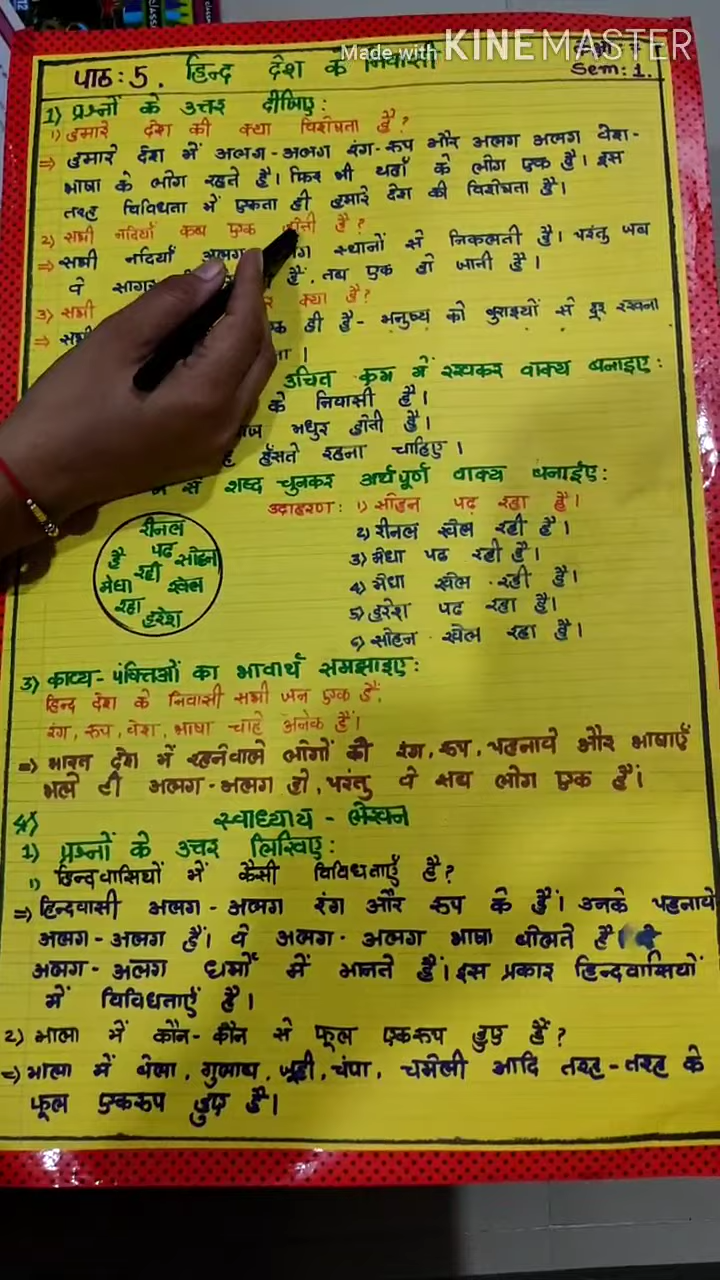 Made with KINEMASTER
पाठ: 5. हिन्द देश के निवासी
Sem: 1.
1) प्रश्नों के उत्तर दीजिए:
1) हमारे देश की क्या विशेषता है?
⇒ हमारे देश में अलग-अलग रंग-रूप और अलग अलग वेश-
भाषा के लोग रहते है। फिर भी यहाँ के लोग एक है। इस
तरह विविधता में एकता ही हमारे देश की विशेषता है।
2) सभी नदियाँ कब एक होती है?
⇒ सभी नदियाँ अलग स्थानों से निकलती है। परंतु जब
वे सागर हैं, तब एक हो जाती है।
3) सभी क्या है?
⇒ सभी ही है- मनुष्य को बुराइयों से दूर रखना
उचित क्रम में रखकर वाक्य बनाइए:
के निवासी है।
मधुर होती है।
हँसते रहना चाहिए।
में से शब्द चुनकर अर्थपूर्ण वाक्य बनाईए:
उदाहरण: 1) सोहन पढ़ रहा है।
रीनल
है पढ़ सोहन
रही
मेघा खेल
रहा
हरेश
2) रीनल खेल रही है।
3) मेघा पढ़ रही है।
4) मेघा खेल रही है।
5) हरेश पढ रहा है।
6) सोहन खेल रहा है।
3) काव्य-पंक्तिओं का भावार्थ समझाइए:
हिन्द देश के निवासी सभी जन एक हैं,
रंग, रूप, वेश, भाषा चाहे अनेक हैं।
⇒ भारत देश में रहनेवाले लोगों की रंग, रूप, पहनावे और भाषाएँ
भले ही अलग-अलग हो, परंतु वे सब लोग एक है।
4) स्वाध्याय - लेखन
1) प्रश्नों के उत्तर लिखिए:
1) हिन्दवासियों में कैसी विविधताएँ है?
⇒ हिन्दवासी अलग-अलग रंग और रूप के है। उनके पहनावे
अलग-अलग हैं। वे अलग-अलग भाषा बोलते है। वे
अलग-अलग धर्मों में मानते हैं। इस प्रकार हिन्दवासियों
में विविधताएँ है।
2) माला में कौन-कौन से फूल एकरूप हुए हैं?
⇒ माला में बेला, गुलाब, जूही, चंपा, चमेली आदि तरह-तरह के
फूल एकरूप हुए है।